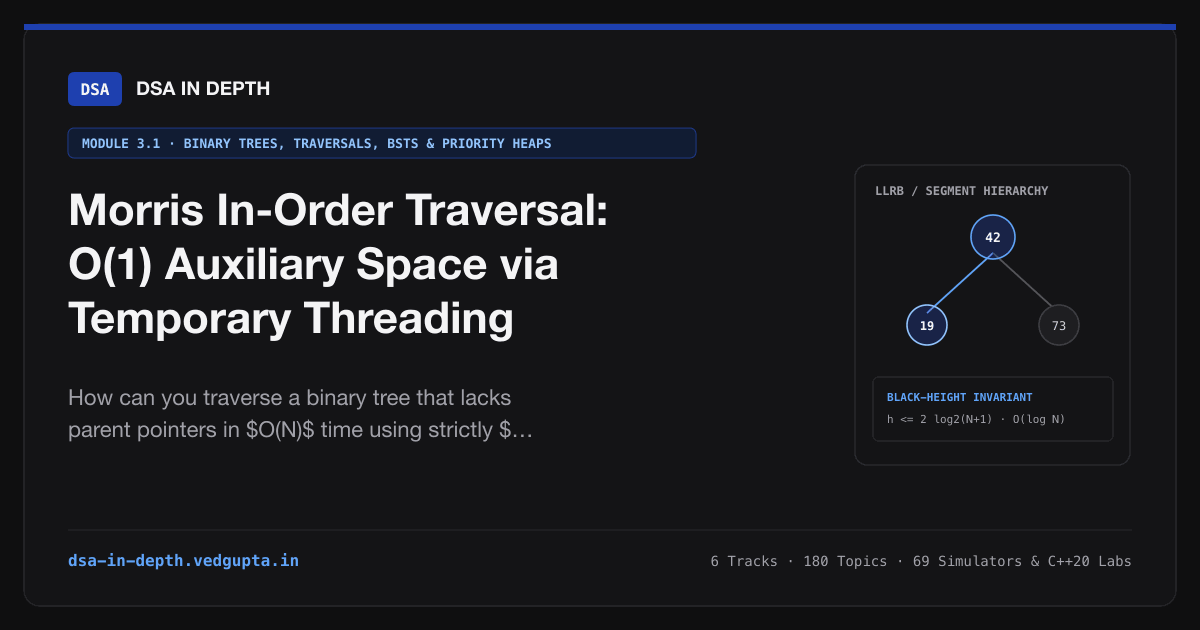 DSA
DSA IN DEPTH
MODULE 3.1 · BINARY TREES, TRAVERSALS, BSTS & PRIORITY HEAPS
Morris In-Order Traversal:
O(1) Auxiliary Space via
Temporary Threading
How can you traverse a binary tree that lacks
parent pointers in $O(N)$ time using strictly $...
LLRB / SEGMENT HIERARCHY
42
19
73
BLACK-HEIGHT INVARIANT
h <= 2 log2(N+1) · O(log N)
dsa-in-depth.vedgupta.in
6 Tracks · 180 Topics · 69 Simulators & C++20 Labs